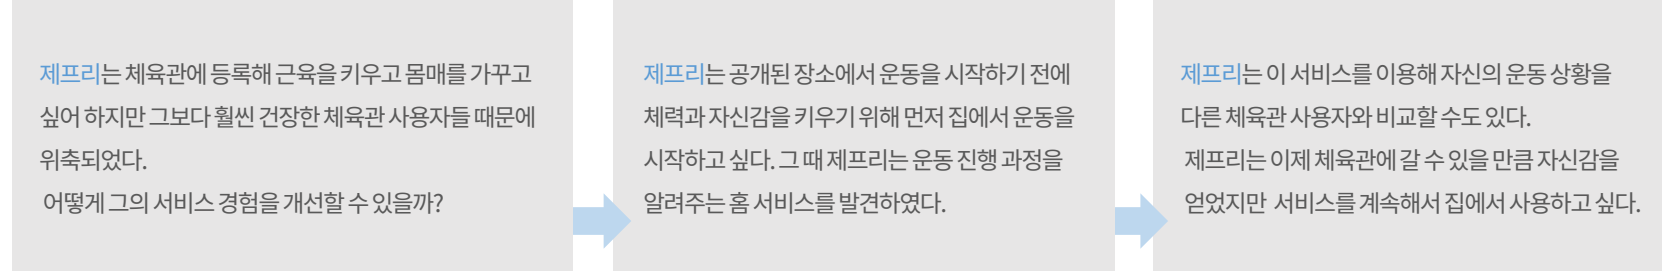 제프리는 체육관에 등록해 근육을 키우고 몸매를 가꾸고
싶어 하지만 그보다 훨씬 건장한 체육관 사용자들 때문에
위축되었다.
어떻게 그의 서비스 경험을 개선할 수 있을까?
제프리는 공개된 장소에서 운동을 시작하기 전에
체력과 자신감을 키우기 위해 먼저 집에서 운동을
시작하고 싶다. 그 때 제프리는 운동 진행 과정을
알려주는 홈 서비스를 발견하였다.
제프리는 이 서비스를 이용해 자신의 운동 상황을
다른 체육관 사용자와 비교할 수도 있다.
제프리는 이제 체육관에 갈 수 있을 만큼 자신감을
얻었지만 서비스를 계속해서 집에서 사용하고 싶다.